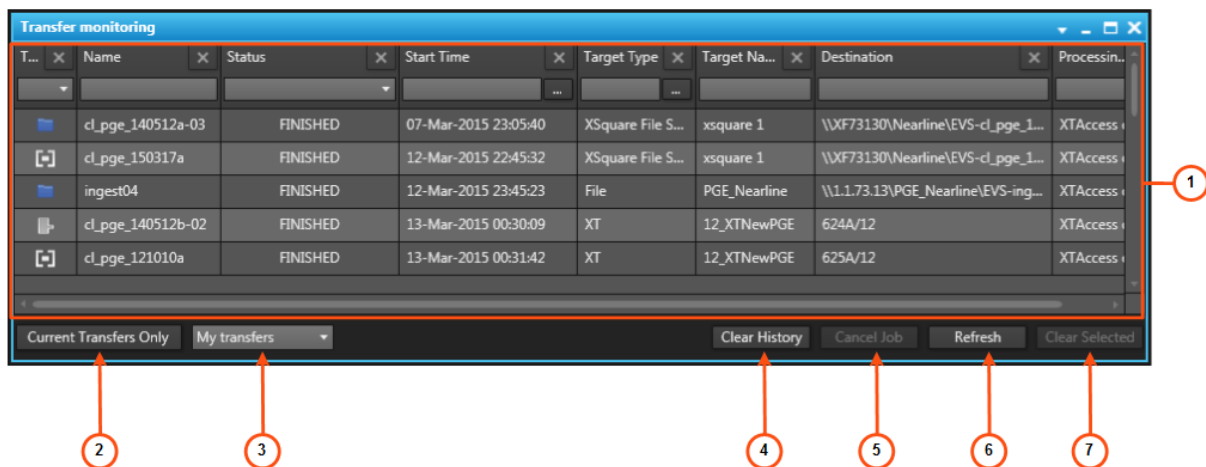 Transfer monitoring
T... Name Status Start Time Target Type Target Na... Destination Processin...
... ...
cl_pge_140512a-03 FINISHED 07-Mar-2015 23:05:40 XSquare File S... xsquare 1 \\XF73130\Nearline\EVS-cl_pge_1... XTAccess
cl_pge_150317a FINISHED 12-Mar-2015 22:45:32 XSquare File S... xsquare 1 \\XF73130\Nearline\EVS-cl_pge_1... XTAccess
ingest04 FINISHED 12-Mar-2015 23:45:23 File PGE_Nearline \\1.1.73.13\PGE_Nearline\EVS-ing... XTAccess
1
cl_pge_140512b-02 FINISHED 13-Mar-2015 00:30:09 XT 12_XTNewPGE 624A/12 XTAccess
cl_pge_121010a FINISHED 13-Mar-2015 00:31:42 XT 12_XTNewPGE 625A/12 XTAccess
Current Transfers Only My transfers Clear History Cancel Job Refresh Clear Selected
2 3 4 5 6 7